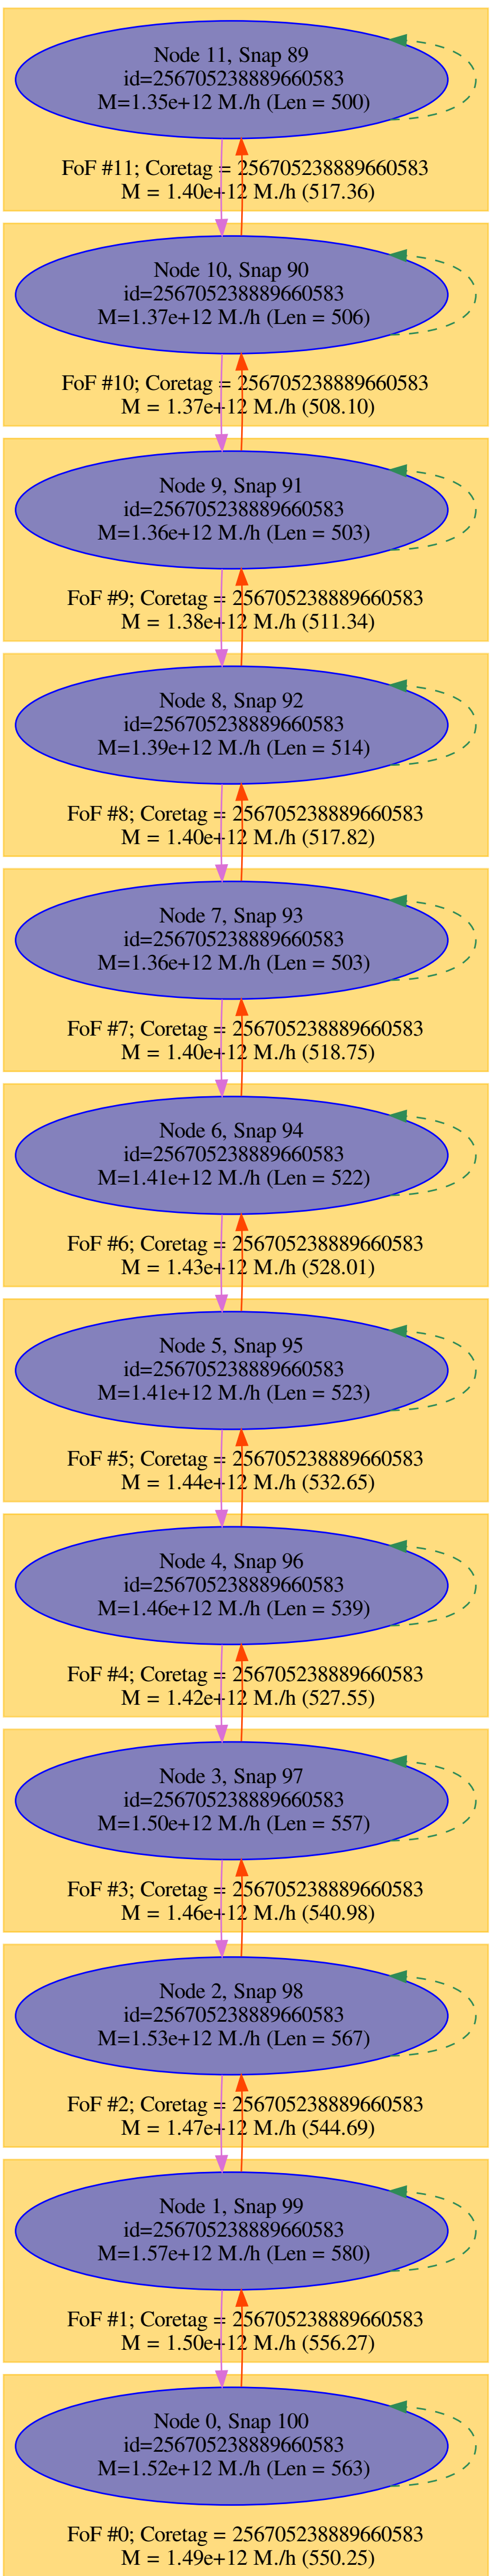 Node 11, Snap 89
id=256705238889660583
M=1.35e+12 M./h (Len = 500)
FoF #11; Coretag = 256705238889660583
M = 1.40e+12 M./h (517.36)
Node 10, Snap 90
id=256705238889660583
M=1.37e+12 M./h (Len = 506)
FoF #10; Coretag = 256705238889660583
M = 1.37e+12 M./h (508.10)
Node 9, Snap 91
id=256705238889660583
M=1.36e+12 M./h (Len = 503)
FoF #9; Coretag = 256705238889660583
M = 1.38e+12 M./h (511.34)
Node 8, Snap 92
id=256705238889660583
M=1.39e+12 M./h (Len = 514)
FoF #8; Coretag = 256705238889660583
M = 1.40e+12 M./h (517.82)
Node 7, Snap 93
id=256705238889660583
M=1.36e+12 M./h (Len = 503)
FoF #7; Coretag = 256705238889660583
M = 1.40e+12 M./h (518.75)
Node 6, Snap 94
id=256705238889660583
M=1.41e+12 M./h (Len = 522)
FoF #6; Coretag = 256705238889660583
M = 1.43e+12 M./h (528.01)
Node 5, Snap 95
id=256705238889660583
M=1.41e+12 M./h (Len = 523)
FoF #5; Coretag = 256705238889660583
M = 1.44e+12 M./h (532.65)
Node 4, Snap 96
id=256705238889660583
M=1.46e+12 M./h (Len = 539)
FoF #4; Coretag = 256705238889660583
M = 1.42e+12 M./h (527.55)
Node 3, Snap 97
id=256705238889660583
M=1.50e+12 M./h (Len = 557)
FoF #3; Coretag = 256705238889660583
M = 1.46e+12 M./h (540.98)
Node 2, Snap 98
id=256705238889660583
M=1.53e+12 M./h (Len = 567)
FoF #2; Coretag = 256705238889660583
M = 1.47e+12 M./h (544.69)
Node 1, Snap 99
id=256705238889660583
M=1.57e+12 M./h (Len = 580)
FoF #1; Coretag = 256705238889660583
M = 1.50e+12 M./h (556.27)
Node 0, Snap 100
id=256705238889660583
M=1.52e+12 M./h (Len = 563)
FoF #0; Coretag = 256705238889660583
M = 1.49e+12 M./h (550.25)